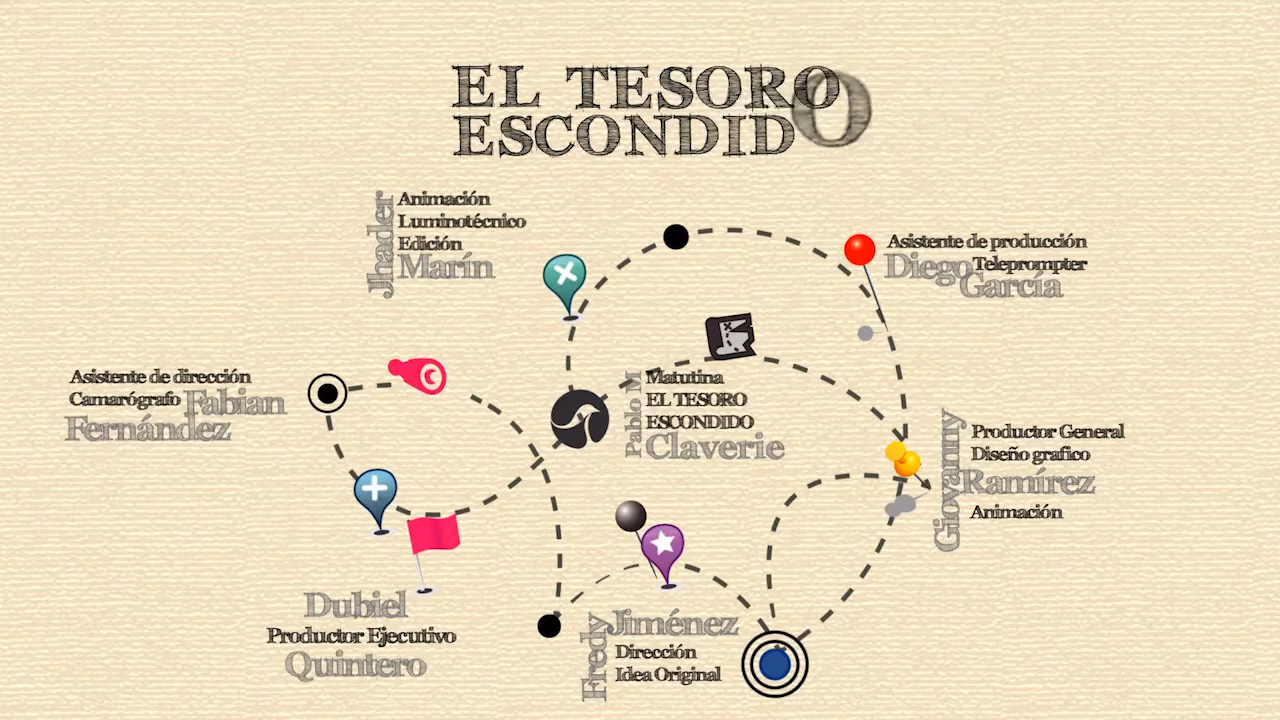 EL TESORO
ESCONDIDO
Jhader
Animación
Luminotécnico
Edición
Marín
Asistente de producción
Teleprompter
Diego
García
Asistente de dirección
Camarógrafo Fabian
Fernández
Pablo M
Matutina
EL TESORO
ESCONDIDO
Claverie
Giovanny
Productor General
Diseño grafico
Ramírez
Animación
Dubiel
Productor Ejecutivo
Quintero
Fredy
Jiménez
Dirección
Idea Original